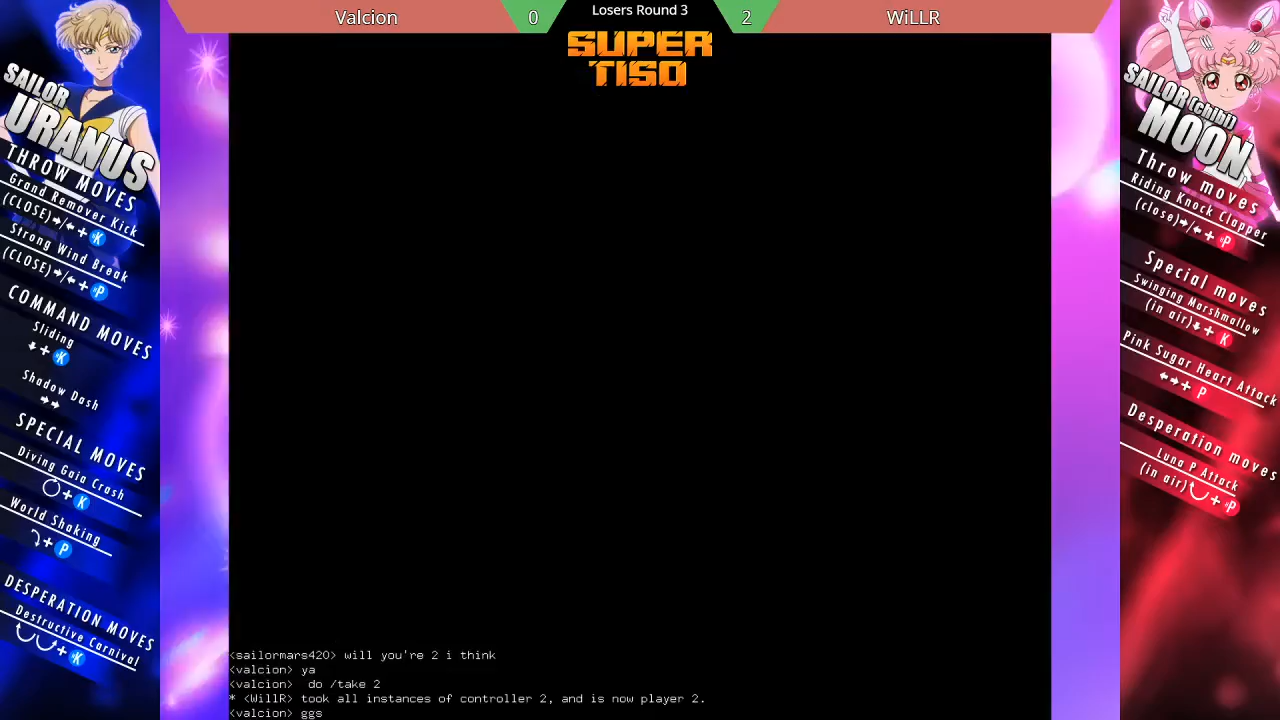 Valcion
0
Losers Round 3
2
WiLLR
SUPER
TISO
SAILOR
URANUS
THROW MOVES
Grand Remover Kick
(CLOSE)➔/← + K
Strong Wind Break
(CLOSE)➔/← + P
COMMAND MOVES
Sliding
↓ + K
Shadow Dash
➔➔
SPECIAL MOVES
Diving Gaia Crash
+ K
World Shaking
+ P
DESPERATION MOVES
Destructive Carnival
+ K
SAILOR (chibi)
MOON
Throw moves
Riding Knock Clapper
(close)➔/← + P
Special moves
Swinging Marshmallow
(in air)↓ + K
Pink Sugar Heart Attack
←➔ + P
Desperation moves
Luna P Attack
(in air) + P
<sailormars420> will you're 2 i think
<valcion> ya
<valcion>  do /take 2
* <WillR> took all instances of controller 2, and is now player 2.
<valcion> ggs